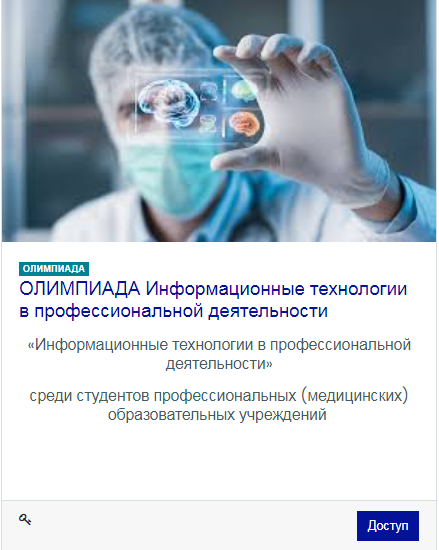 ОЛИМПИАДА
ОЛИМПИАДА Информационные технологии
в профессиональной деятельности
«Информационные технологии в профессиональной
деятельности»
среди студентов профессиональных (медицинских)
образовательных учреждений
Доступ